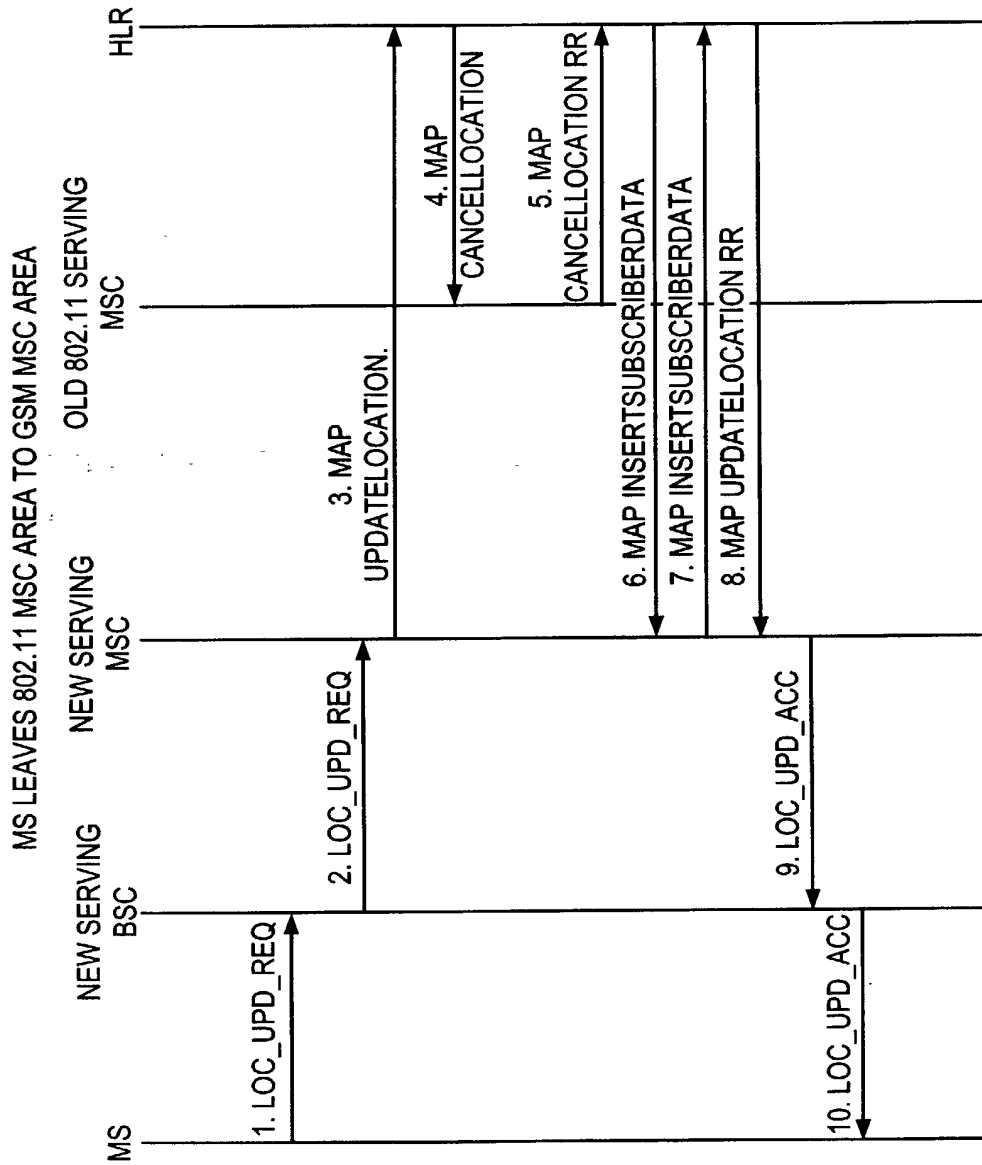 MS LEAVES 802.11 MSC AREA TO GSM MSC AREA
MS
NEW SERVING
BSC
NEW SERVING
MSC
OLD 802.11 SERVING
MSC
HLR
1. LOC_UPD_REQ
2. LOC_UPD_REQ
3. MAP
UPDATELOCATION.
4. MAP
CANCELLOCATION
5. MAP
CANCELLOCATION RR
6. MAP INSERTSUBSCRIBERDATA
7. MAP INSERTSUBSCRIBERDATA
8. MAP UPDATELOCATION RR
9. LOC_UPD_ACC
10. LOC_UPD_ACC